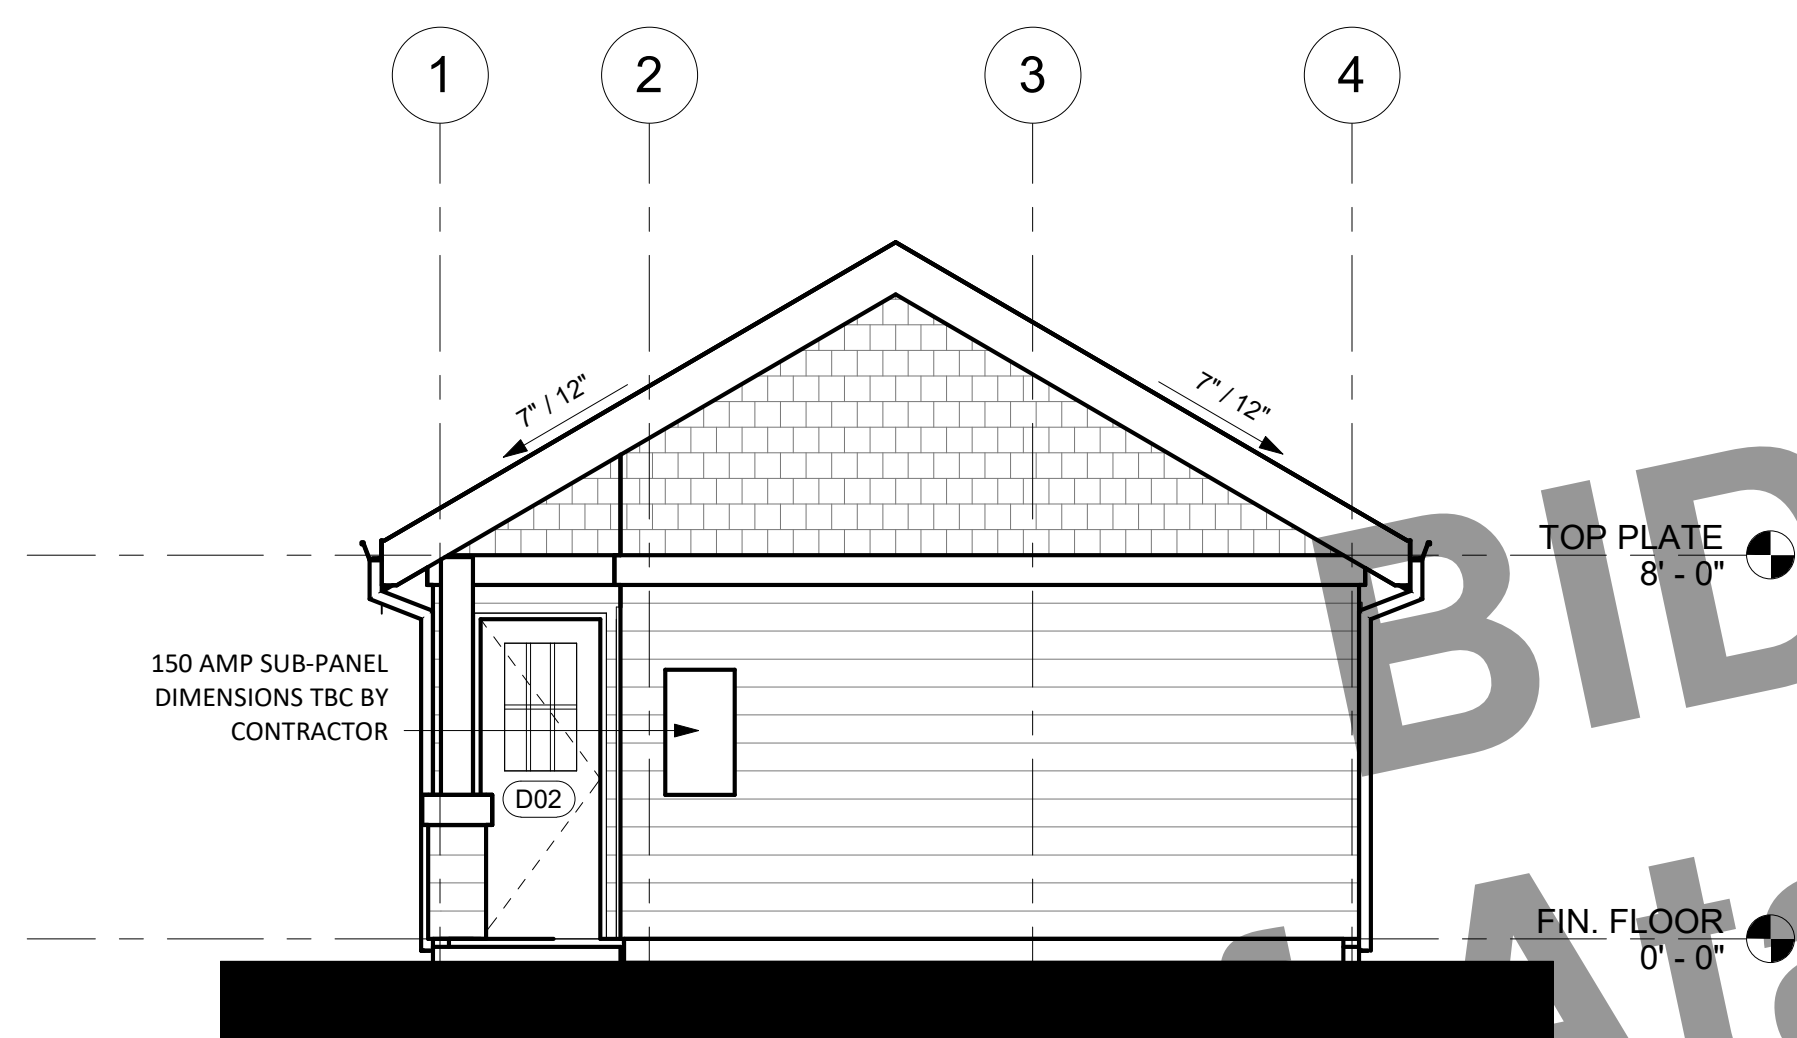 1 2 3 4
7" / 12" 7" / 12"
TOP PLATE
8' - 0"
150 AMP SUB-PANEL
DIMENSIONS TBC BY
CONTRACTOR
D02
FIN. FLOOR
0' - 0"
BID